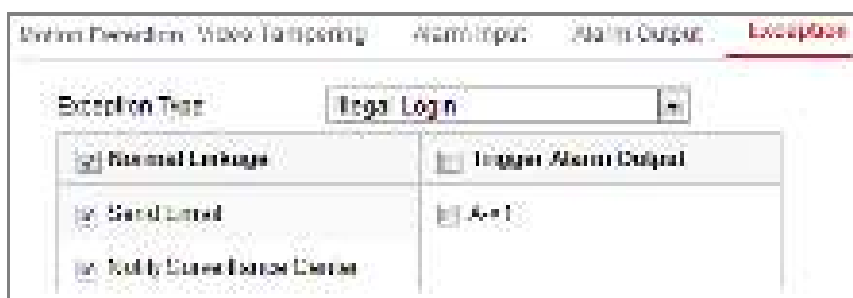 Motion Detection Video Tampering Alarm Input Alarm Output Exception
Exception Type Illegal Login
Normal Linkage Trigger Alarm Output
Send Email A->1
Notify Surveillance Center